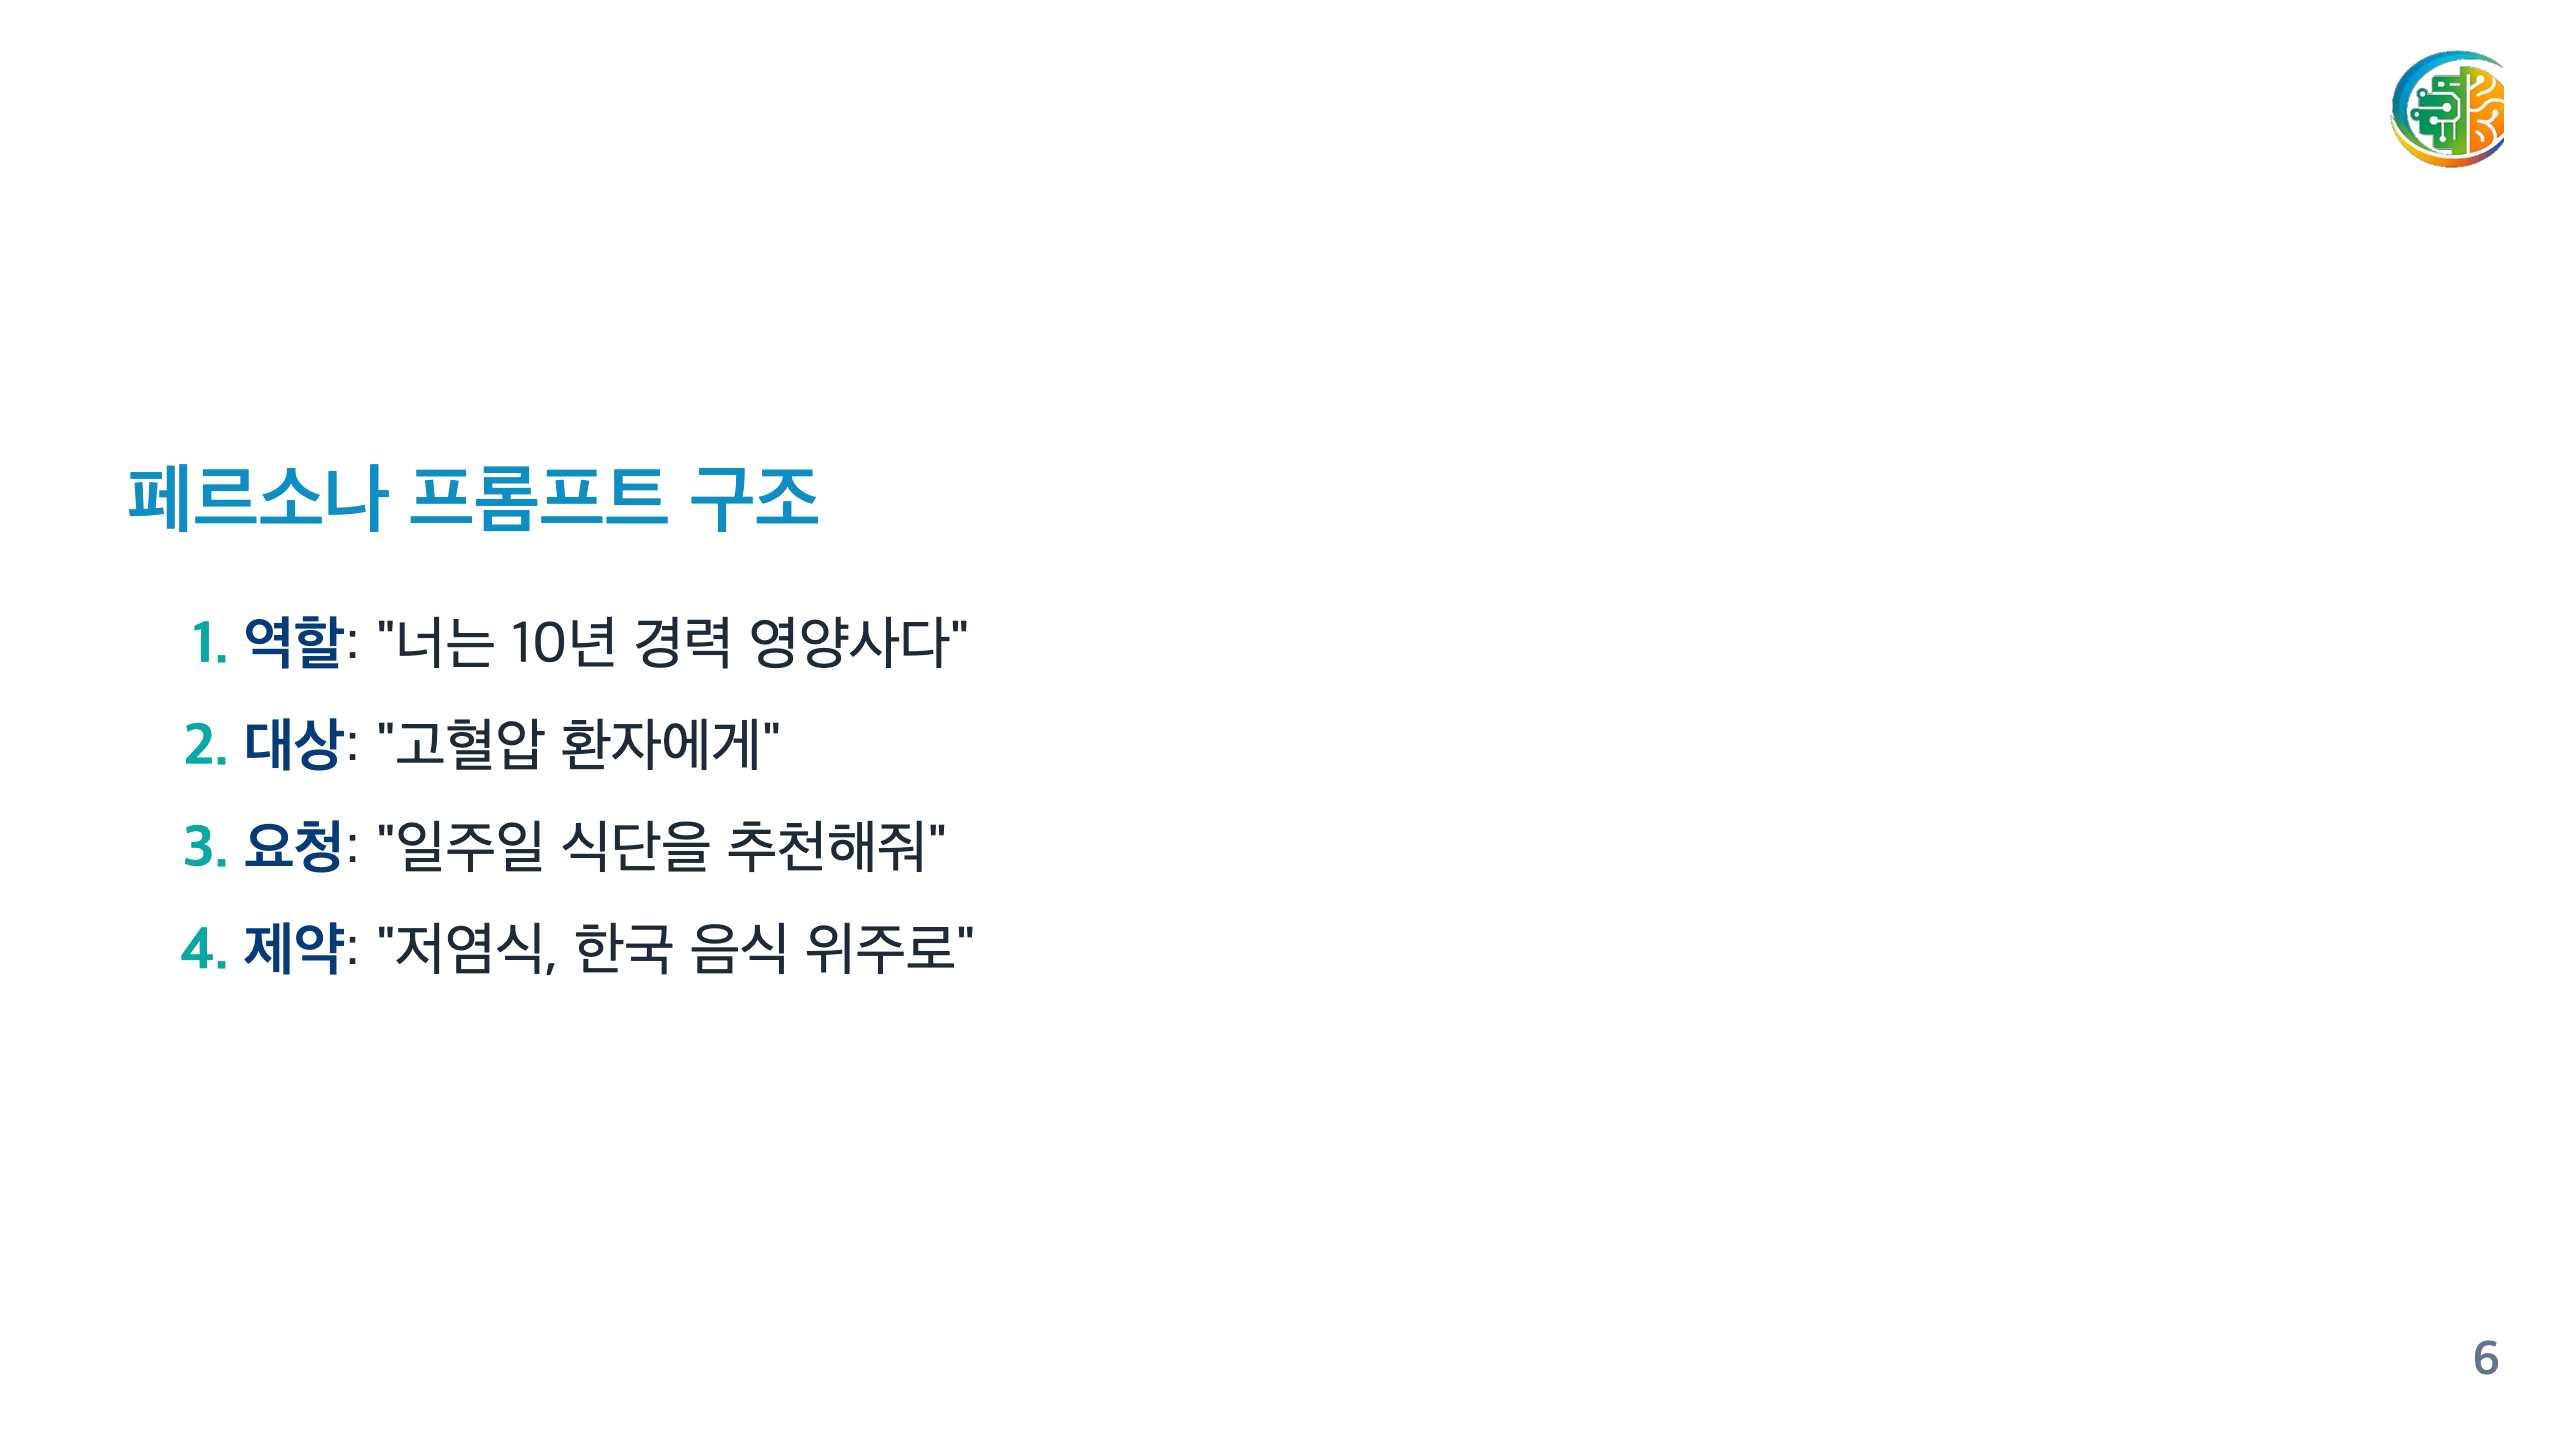 페르소나 프롬프트 구조
1. 역할: "너는 10년 경력 영양사다"
2. 대상: "고혈압 환자에게"
3. 요청: "일주일 식단을 추천해줘"
4. 제약: "저염식, 한국 음식 위주로"
6